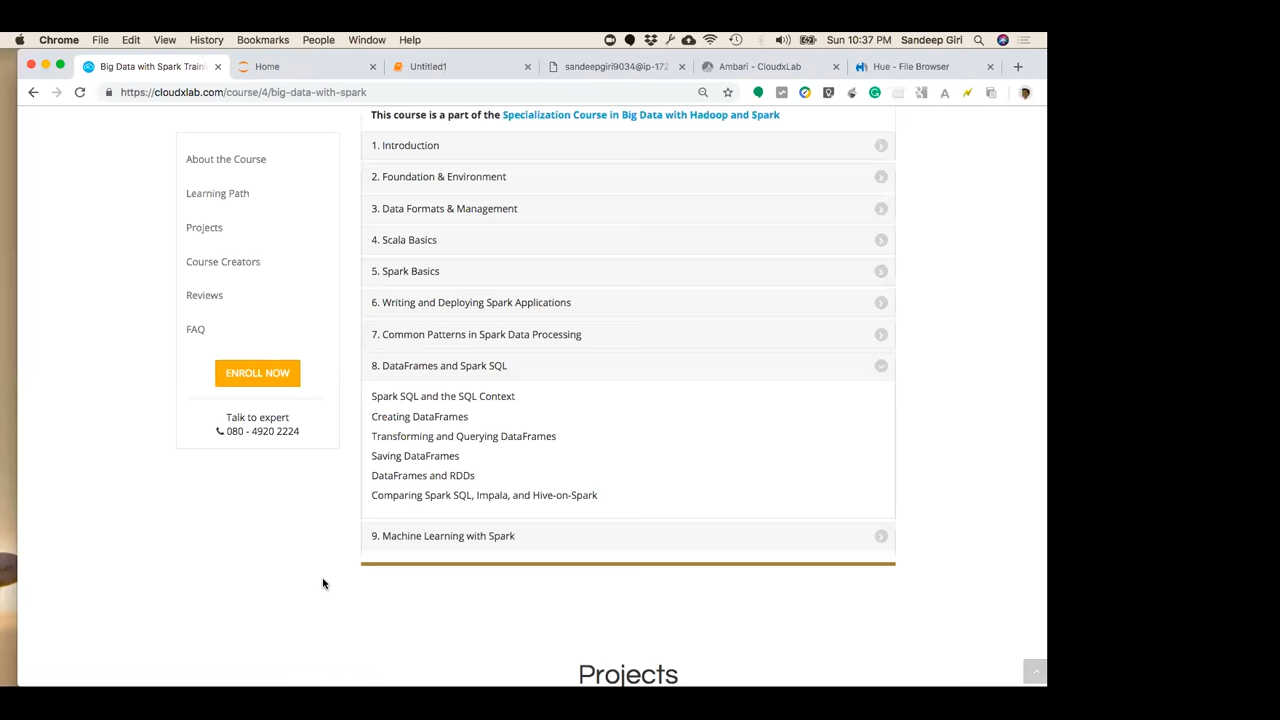 Chrome File Edit View History Bookmarks People Window Help Sun 10:37 PM Sandeep Giri
Big Data with Spark Traini Home Untitled1 sandeepgiri9034@ip-172 Ambari - CloudxLab Hue - File Browser
https://cloudxlab.com/course/4/big-data-with-spark
This course is a part of the Specialization Course in Big Data with Hadoop and Spark
About the Course
Learning Path
Projects
Course Creators
Reviews
FAQ
ENROLL NOW
Talk to expert
080 - 4920 2224
1. Introduction
2. Foundation & Environment
3. Data Formats & Management
4. Scala Basics
5. Spark Basics
6. Writing and Deploying Spark Applications
7. Common Patterns in Spark Data Processing
8. DataFrames and Spark SQL
Spark SQL and the SQL Context
Creating DataFrames
Transforming and Querying DataFrames
Saving DataFrames
DataFrames and RDDs
Comparing Spark SQL, Impala, and Hive-on-Spark
9. Machine Learning with Spark
Projects